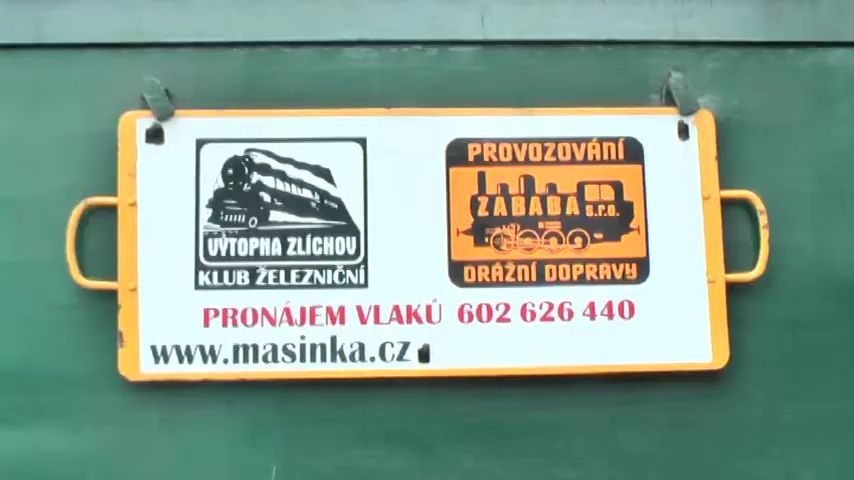 VÝTOPNA ZLÍCHOV
KLUB ŽELEZNIČNÍ
PROVOZOVÁNÍ
ZABABA s.r.o.
DRÁŽNÍ DOPRAVY
PRONÁJEM VLAKŮ 602 626 440
www.masinka.cz